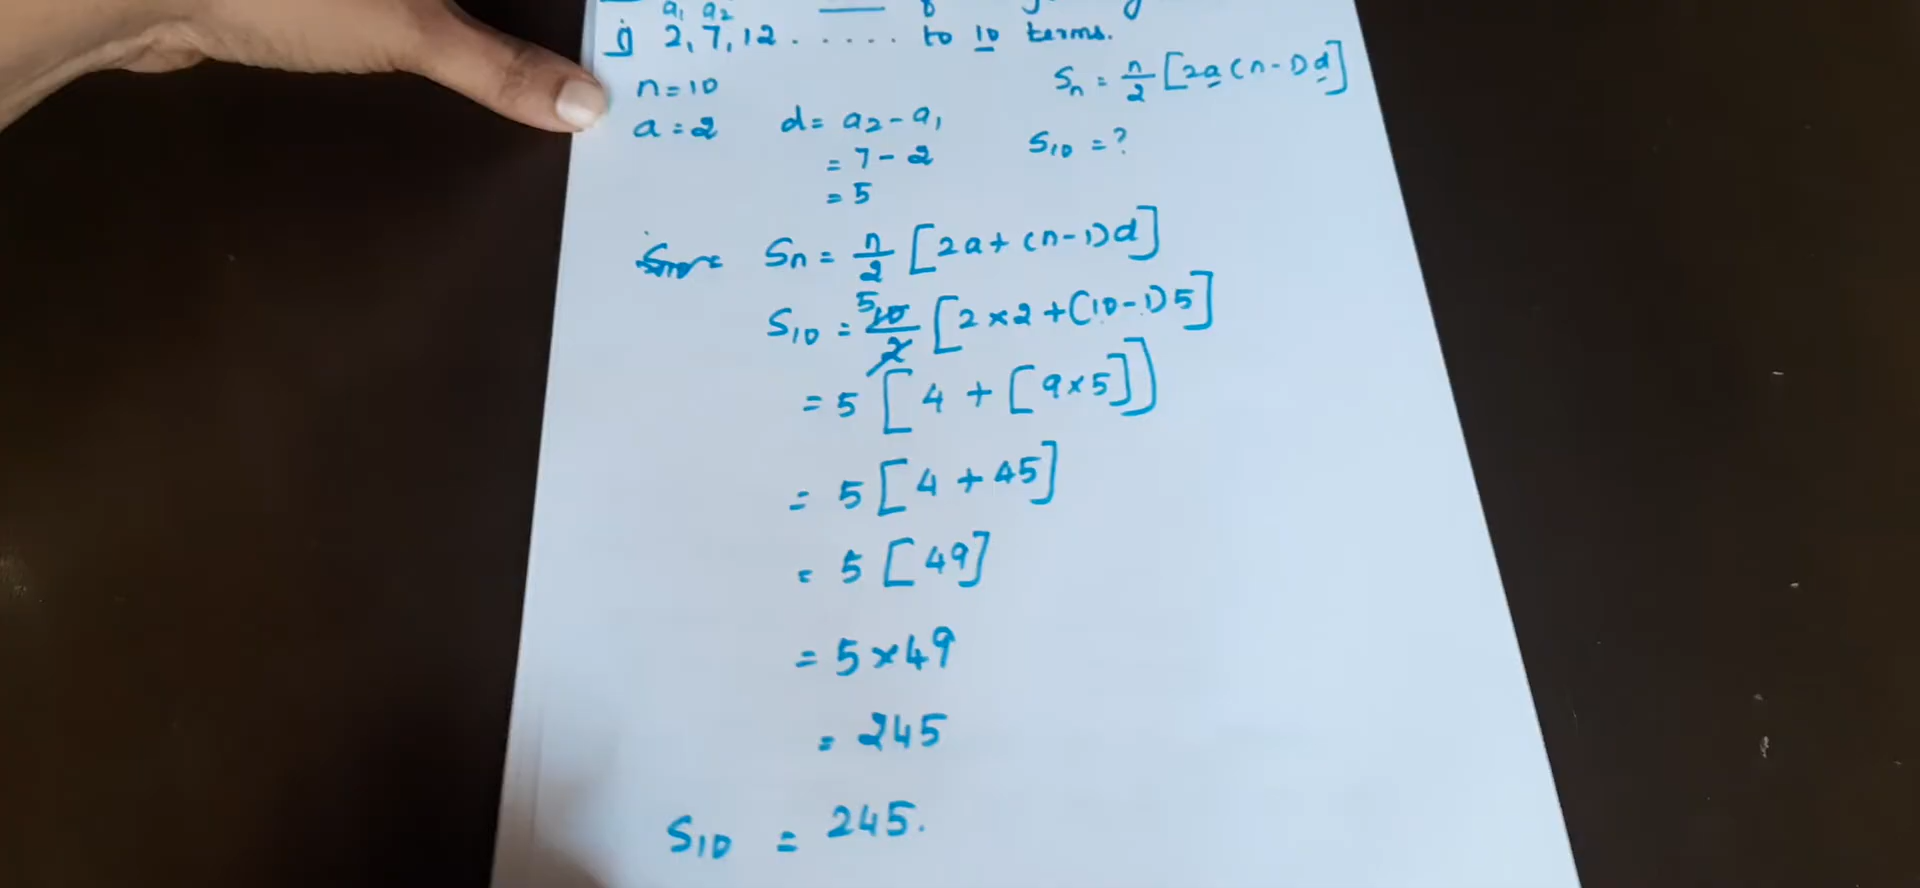 a₁ a₂
i) 2, 7, 12 . . . . . . to 10 terms.
n = 10
Sₙ = n/2 [2a (n-1) d]
a = 2
d = a₂ - a₁
= 7 - 2
= 5
S₁₀ = ?
Sₙ = n/2 [2a + (n-1) d]
S₁₀ = 5 10/2 [2 × 2 + (10-1) 5]
= 5 [4 + [9×5]]
= 5 [4 + 45]
= 5 [49]
= 5 × 49
= 245
S₁₀ = 245.